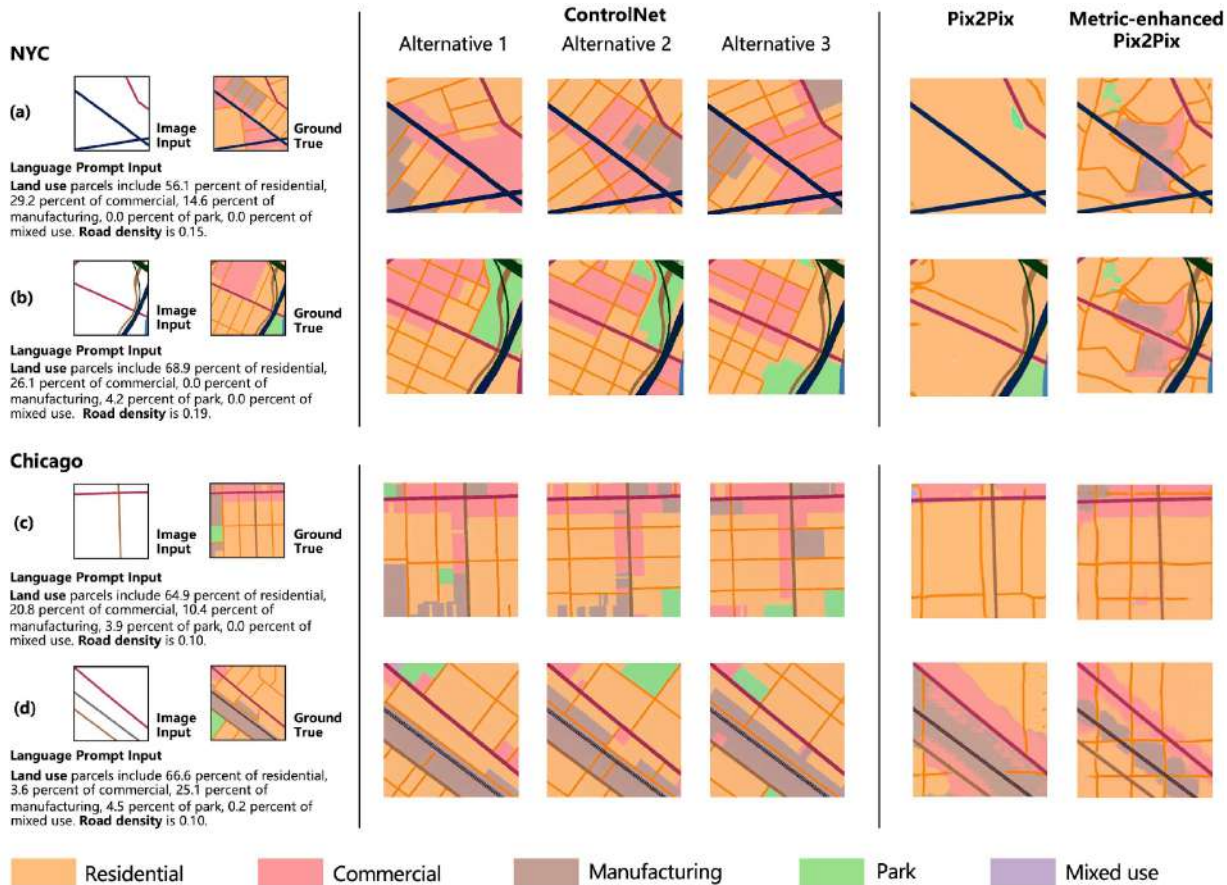 ControlNet
Pix2Pix
Metric-enhanced
Pix2Pix
Alternative 1
Alternative 2
Alternative 3
NYC
(a)
Image
Input
Ground
True
Language Prompt Input
Land use parcels include 56.1 percent of residential,
29.2 percent of commercial, 14.6 percent of
manufacturing, 0.0 percent of park, 0.0 percent of
mixed use. Road density is 0.15.
(b)
Image
Input
Ground
True
Language Prompt Input
Land use parcels include 68.9 percent of residential,
26.1 percent of commercial, 0.0 percent of
manufacturing, 4.2 percent of park, 0.0 percent of
mixed use. Road density is 0.19.
Chicago
(c)
Image
Input
Ground
True
Language Prompt Input
Land use parcels include 64.9 percent of residential,
20.8 percent of commercial, 10.4 percent of
manufacturing, 3.9 percent of park, 0.0 percent of
mixed use. Road density is 0.10.
(d)
Image
Input
Ground
True
Language Prompt Input
Land use parcels include 66.6 percent of residential,
3.6 percent of commercial, 25.1 percent of
manufacturing, 4.5 percent of park, 0.2 percent of
mixed use. Road density is 0.10.
Residential
Commercial
Manufacturing
Park
Mixed use